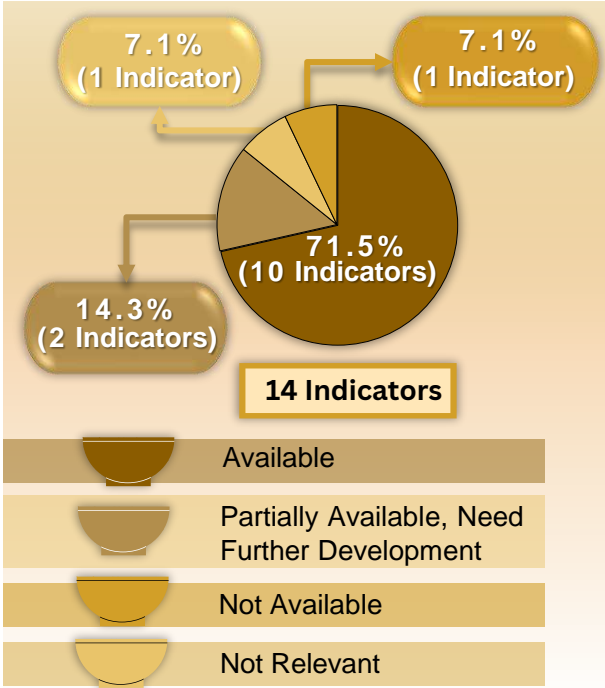 7.1%
(1 Indicator)
7.1%
(1 Indicator)
71.5%
(10 Indicators)
14.3%
(2 Indicators)
14 Indicators
Available
Partially Available, Need
Further Development
Not Available
Not Relevant